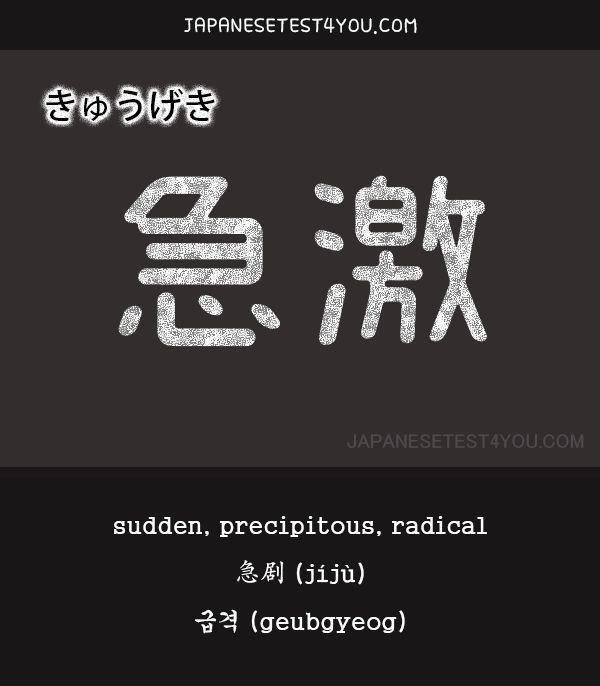 JAPANESETEST4YOU.COM
きゅうげき
急激
JAPANESETEST4YOU.COM
sudden, precipitous, radical
急剧 (jíjù)
급격 (geubgyeog)